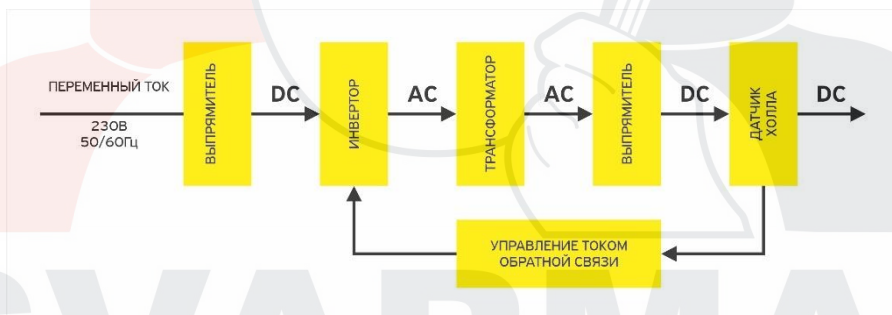 ПЕРЕМЕННЫЙ ТОК
230В
50/60Гц
ВЫПРЯМИТЕЛЬ
DC
ИНВЕРТОР
AC
ТРАНСФОРМАТОР
AC
ВЫПРЯМИТЕЛЬ
DC
ДАТЧИК
ХОЛЛА
DC
УПРАВЛЕНИЕ ТОКОМ
ОБРАТНОЙ СВЯЗИ
SVARMA